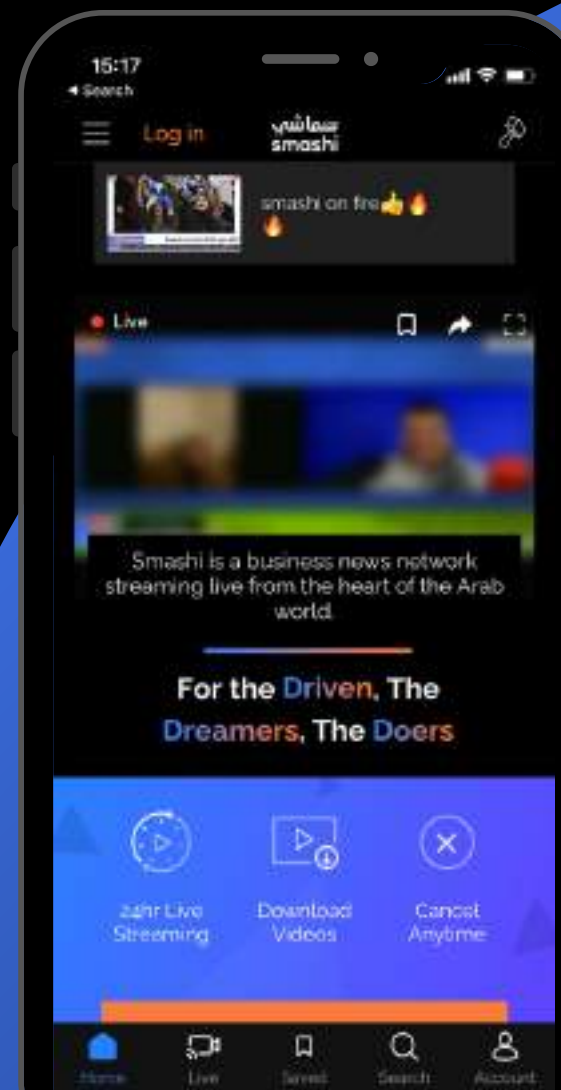 15:17
◂ Search
Log in
سماشي
smashi
smashi on fire👍🔥
🔥
Live
Smashi is a business news network
streaming live from the heart of the Arab
world.
For the Driven, The
Dreamers, The Doers
24hr Live
Streaming
Download
Videos
Cancel
Anytime
Home
Live
Saved
Search
Account